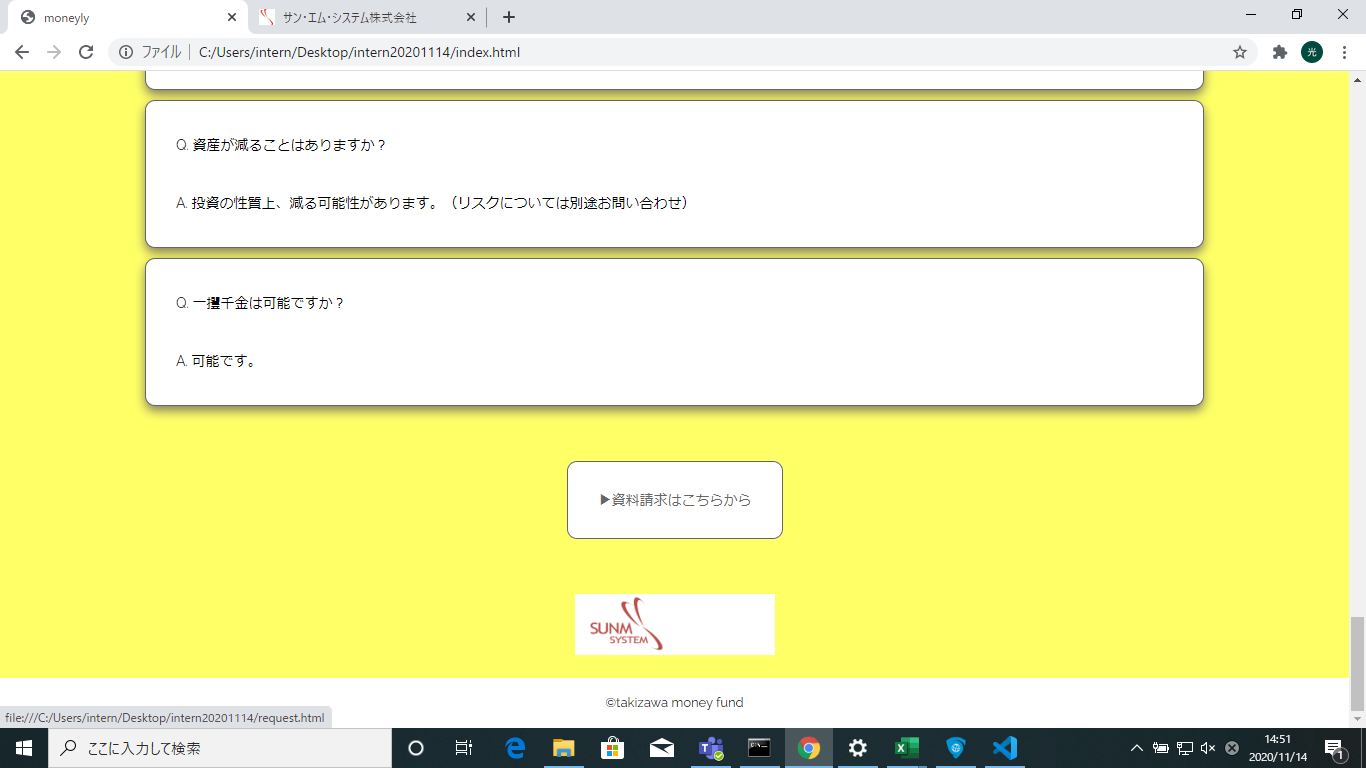 moneyly
サン・エム・システム株式会社
ファイル
C:/Users/intern/Desktop/intern20201114/index.html
光
Q. 資産が減ることはありますか？
A. 投資の性質上、減る可能性があります。（リスクについては別途お問い合わせ）
Q. 一攫千金は可能ですか？
A. 可能です。
▶資料請求はこちらから
SUNM
SYSTEM
©takizawa money fund
file:///C:/Users/intern/Desktop/intern20201114/request.html
ここに入力して検索
14:51
2020/11/14
1